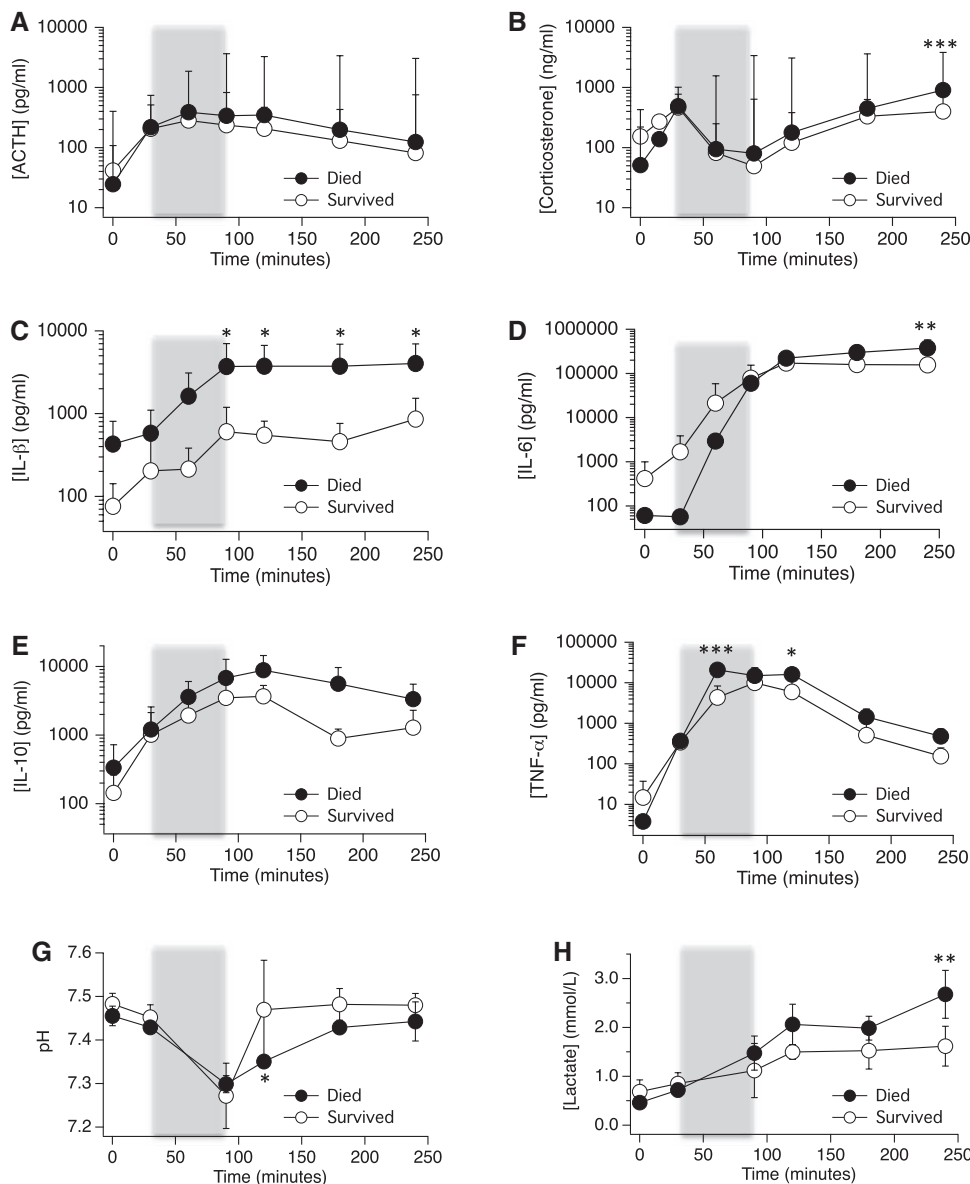 A
[ACTH] (pg/ml)
10000
1000
100
10
Died
Survived
0 50 100 150 200 250
Time (minutes)
B
[Corticosterone] (ng/ml)
10000
1000
100
10
***
Died
Survived
0 50 100 150 200 250
Time (minutes)
C
[IL-β] (pg/ml)
10000
1000
100
* * * *
Died
Survived
0 50 100 150 200 250
Time (minutes)
D
[IL-6] (pg/ml)
1000000
100000
10000
1000
100
**
Died
Survived
0 50 100 150 200 250
Time (minutes)
E
[IL-10] (pg/ml)
10000
1000
100
Died
Survived
0 50 100 150 200 250
Time (minutes)
F
[TNF-α] (pg/ml)
100000
10000
1000
100
10
*** *
Died
Survived
0 50 100 150 200 250
Time (minutes)
G
pH
7.6
7.5
7.4
7.3
7.2
*
Died
Survived
0 50 100 150 200 250
Time (minutes)
H
[Lactate] (mmol/L)
3.0
2.0
1.0
0.0
**
Died
Survived
0 50 100 150 200 250
Time (minutes)